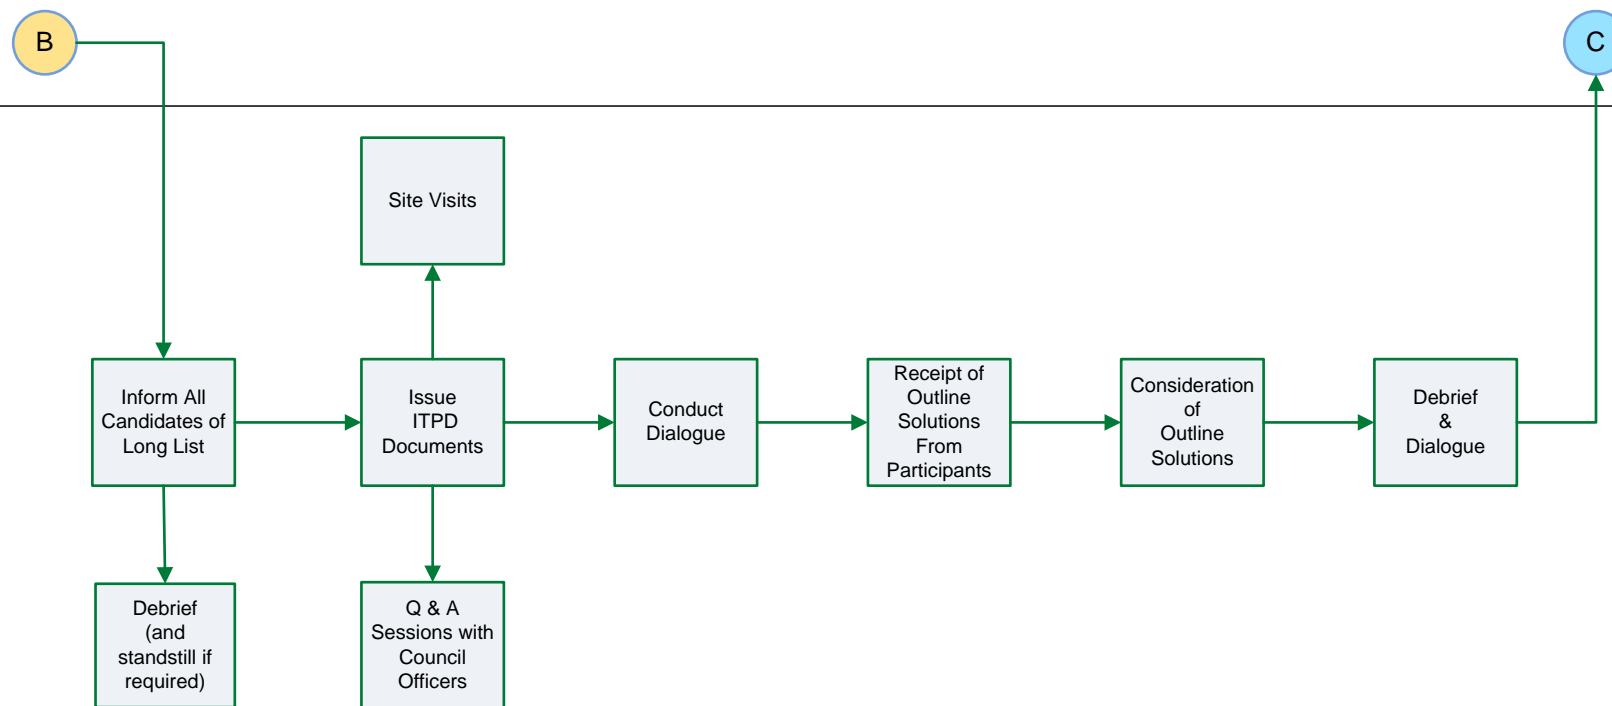 B
C
Site Visits
Inform All
Candidates of
Long List
Issue
ITPD
Documents
Conduct
Dialogue
Receipt of
Outline
Solutions
From
Participants
Consideration
of
Outline
Solutions
Debrief
&
Dialogue
Debrief
(and
standstill if
required)
Q & A
Sessions with
Council
Officers